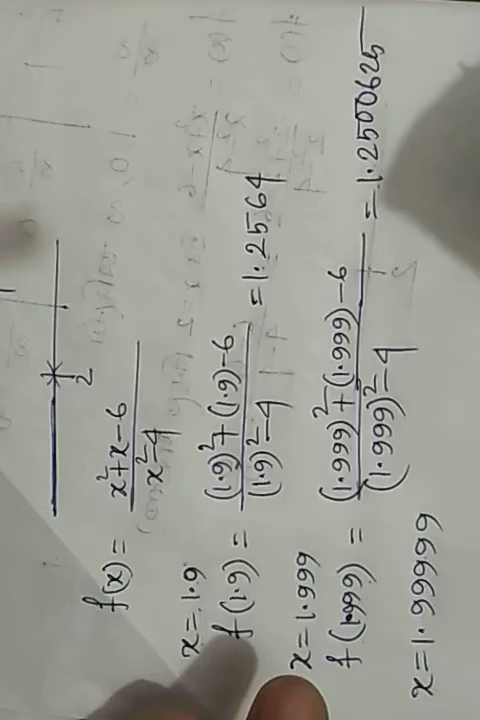 2
f(x) = x²+x-6 / x²-4
x = 1.9
f(1.9) = (1.9)²+(1.9)-6 / (1.9)²-4 = 1.2564
x = 1.999
f(1.999) = (1.999)²+(1.999)-6 / (1.999)²-4 = 1.2500625
x = 1.99999